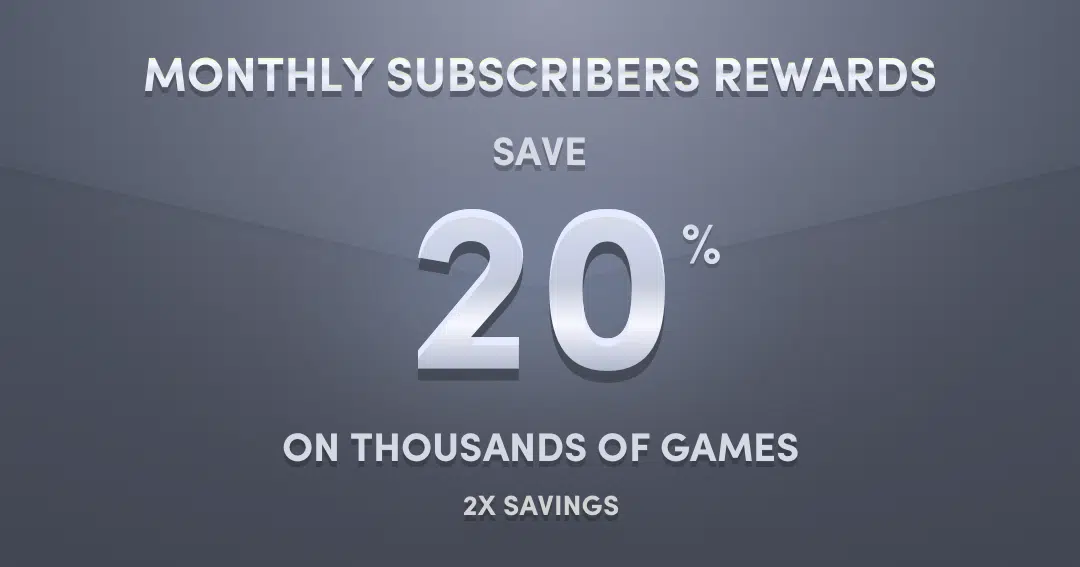 MONTHLY SUBSCRIBERS REWARDS
SAVE
20%
ON THOUSANDS OF GAMES
2X SAVINGS